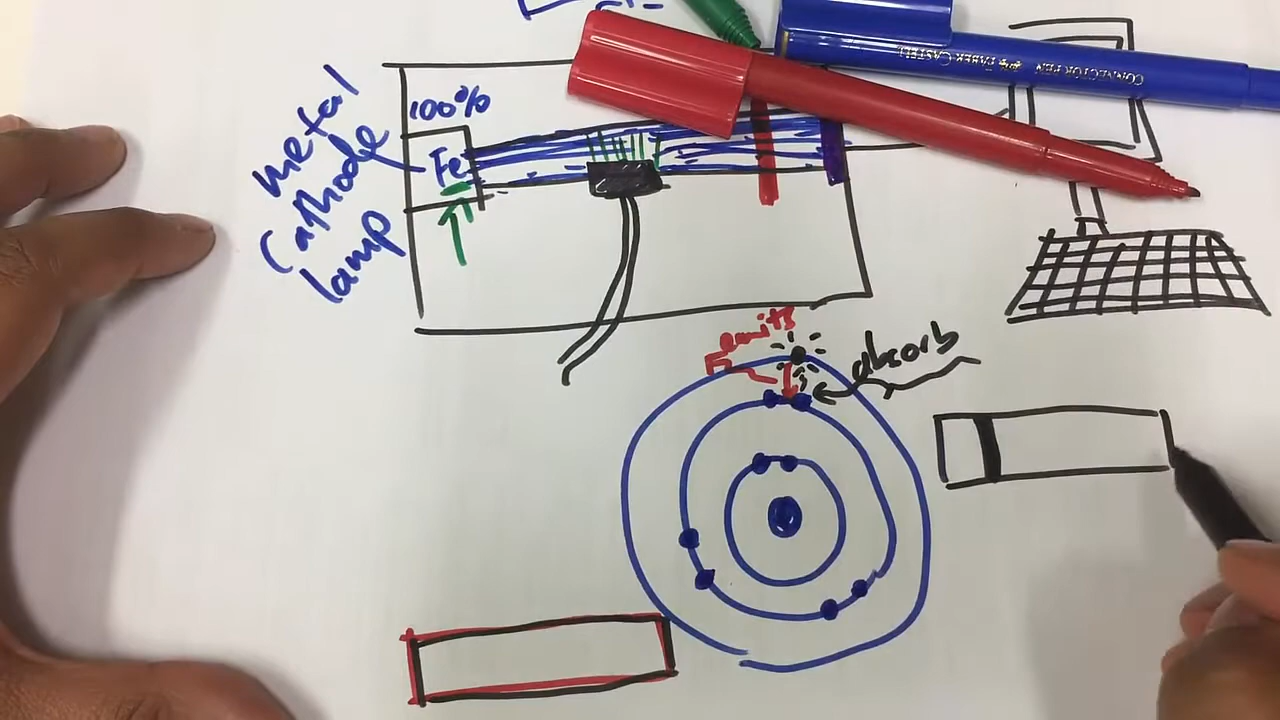 CONNECTOR PEN FABER-CASTELL
100%
metal
Cathode
lamp
Fe
emits
absorb